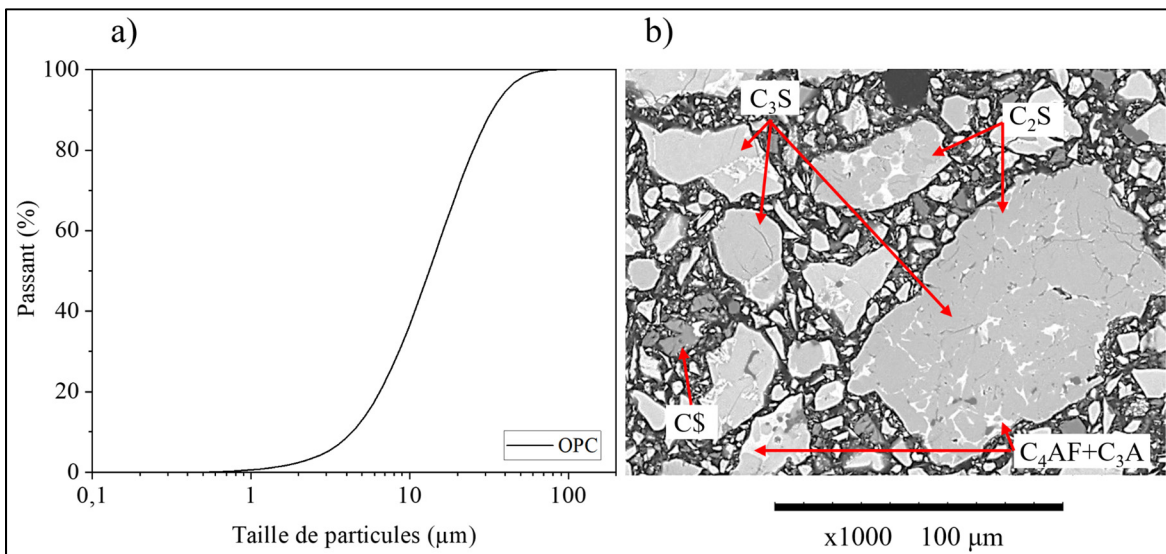 a)
b)
100
80
60
40
20
0
Passant (%)
0,1
1
10
100
Taille de particules (µm)
OPC
C₃S
C₂S
C$
C₄AF+C₃A
x1000 100 µm